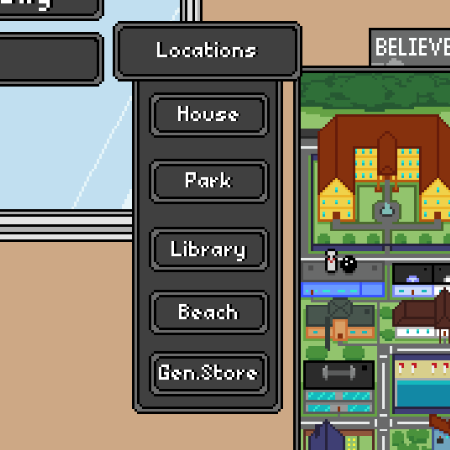 Locations
BELIEVE
House
Park
Library
Beach
Gen.Store